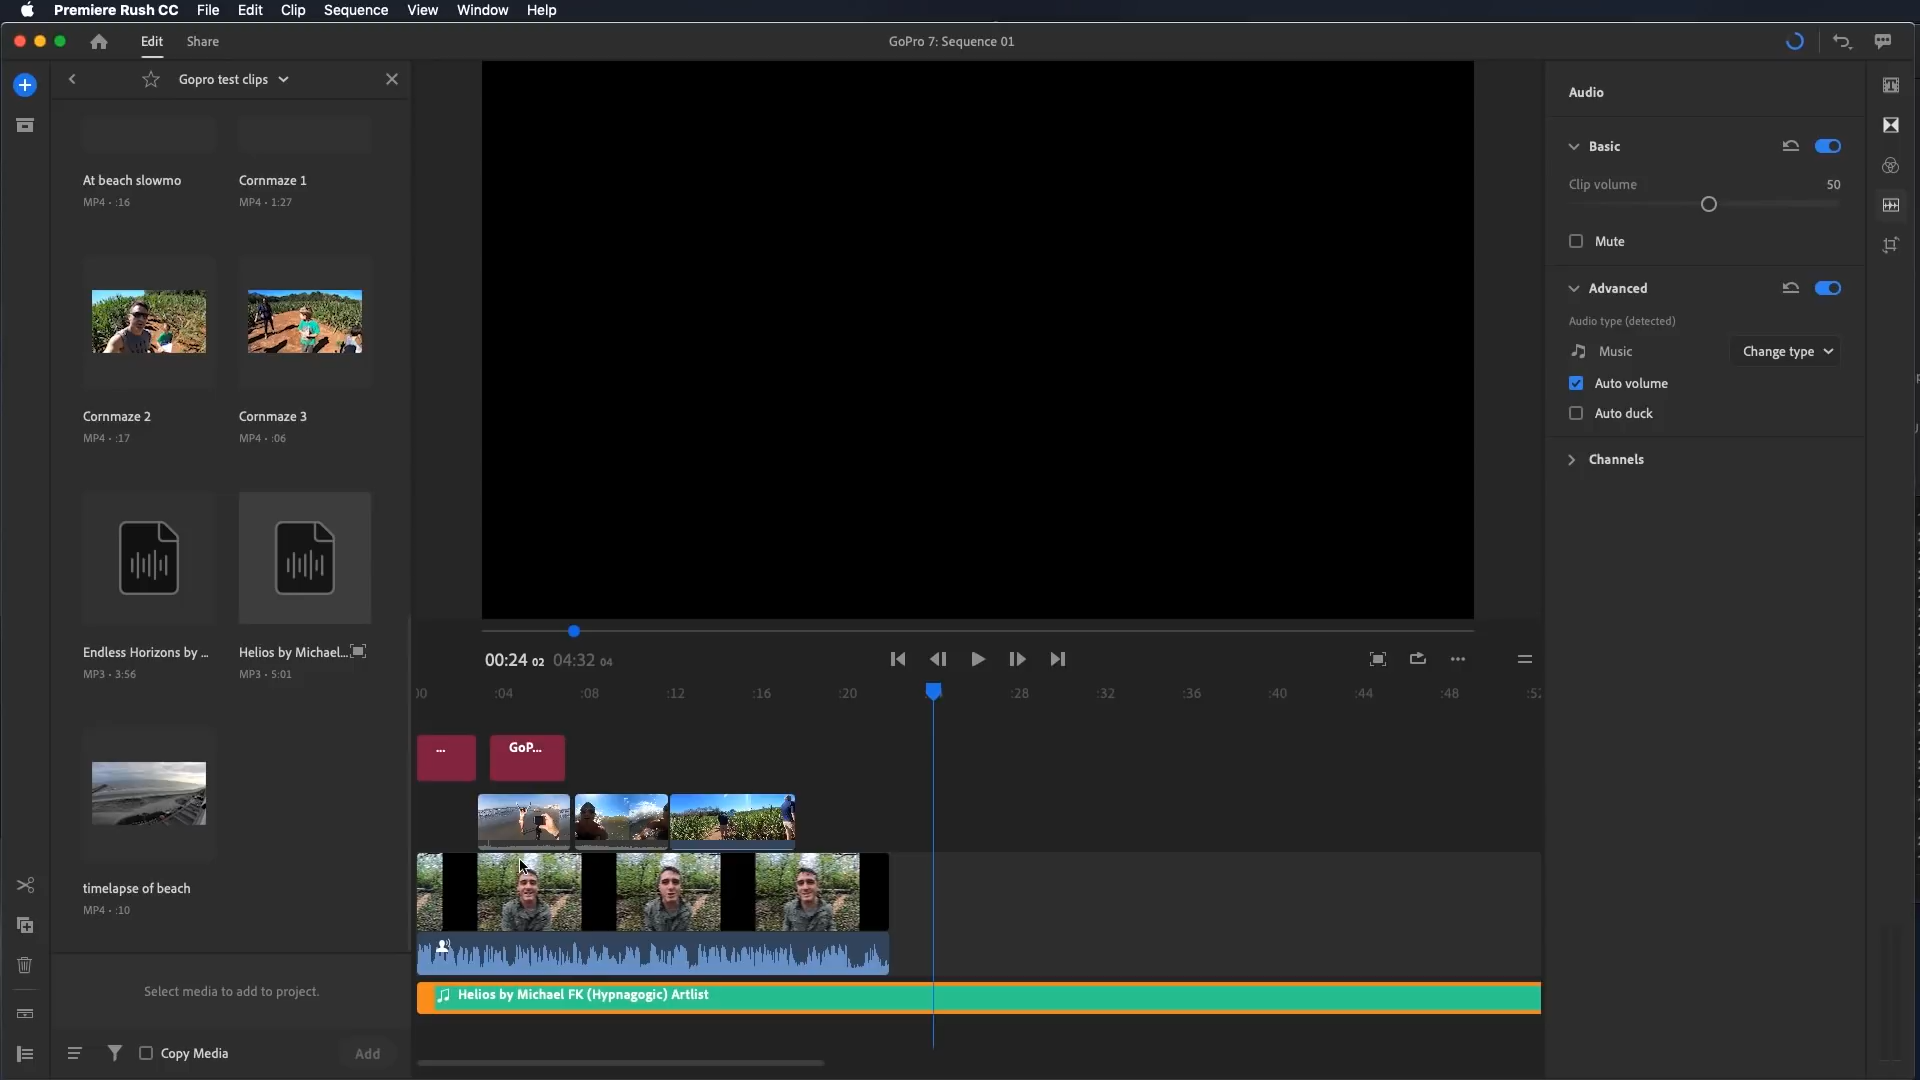 Premiere Rush CC File Edit Clip Sequence View Window Help
Edit Share GoPro 7: Sequence 01
Gopro test clips
At beach slowmo Cornmaze 1
MP4 • :16 MP4 • 1:27
Cornmaze 2 Cornmaze 3
MP4 • :17 MP4 • :06
Endless Horizons by ... Helios by Michael...
MP3 • 3:56 MP3 • 5:01
timelapse of beach
MP4 • :10
Select media to add to project.
Copy Media Add
00:24 02 04:32 04
:00 :04 :08 :12 :16 :20 :28 :32 :36 :40 :44 :48 :52
... GoP...
Helios by Michael FK (Hypnagogic) Artlist
Audio
Basic
Clip volume 50
Mute
Advanced
Audio type (detected)
Music Change type
Auto volume
Auto duck
Channels